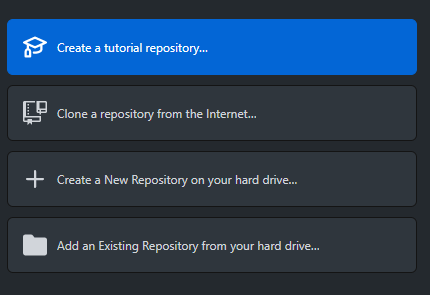 Create a tutorial repository...
Clone a repository from the Internet...
Create a New Repository on your hard drive...
Add an Existing Repository from your hard drive...